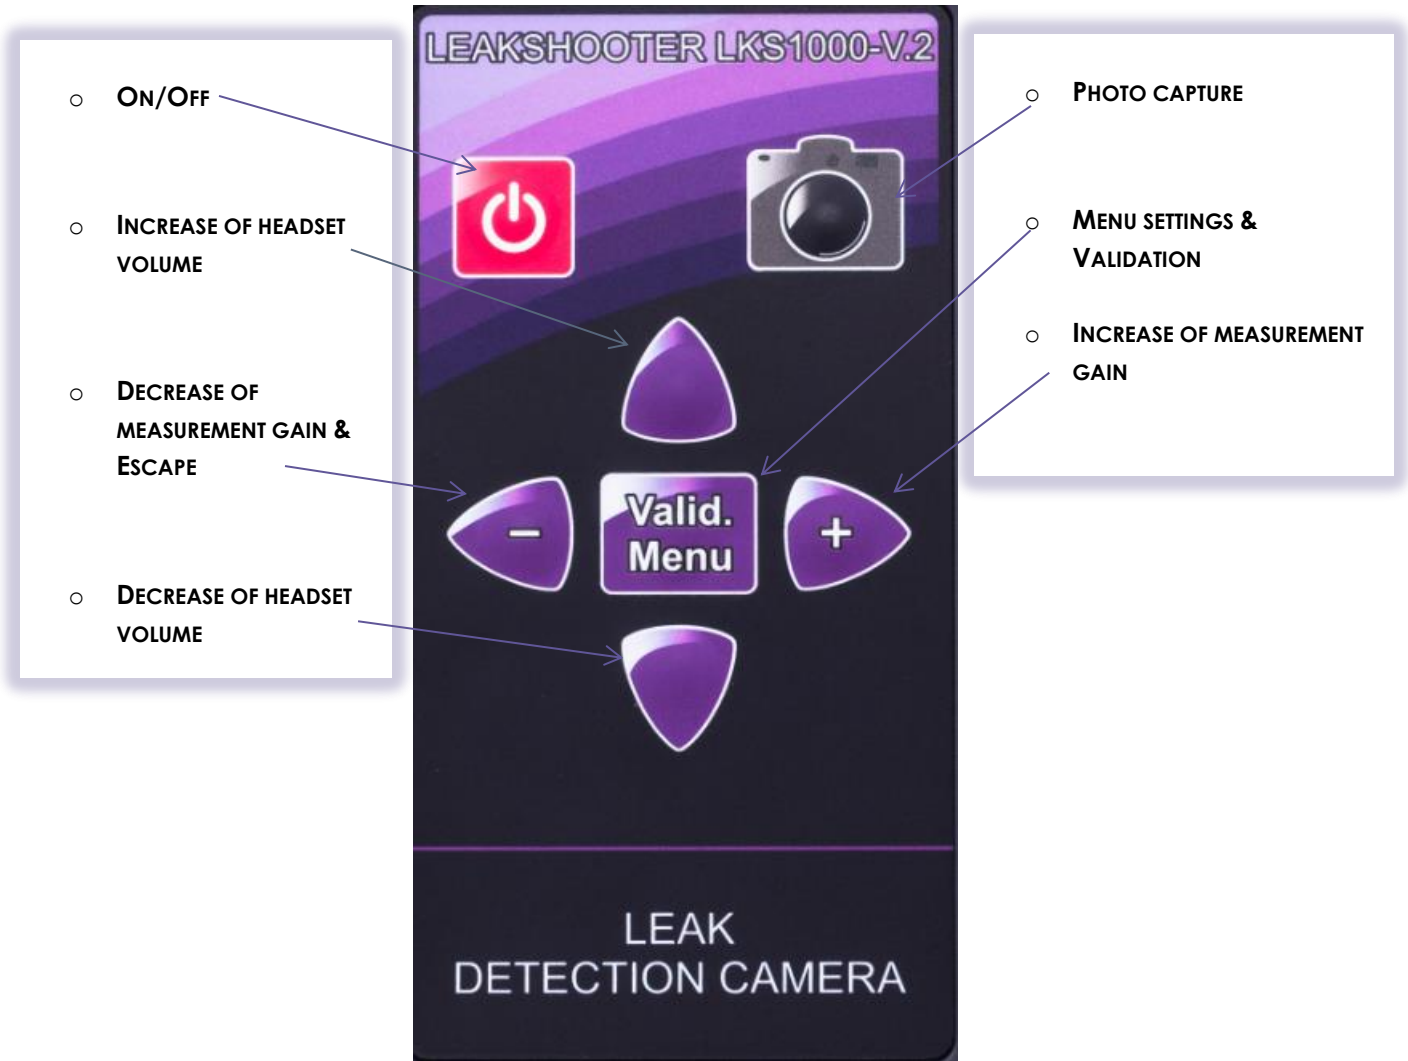 LEAKSHOOTER LKS1000-V.2
ON/OFF
INCREASE OF HEADSET
VOLUME
DECREASE OF
MEASUREMENT GAIN &
ESCAPE
DECREASE OF HEADSET
VOLUME
PHOTO CAPTURE
MENU SETTINGS &
VALIDATION
INCREASE OF MEASUREMENT
GAIN
–
Valid.
Menu
+
LEAK
DETECTION CAMERA